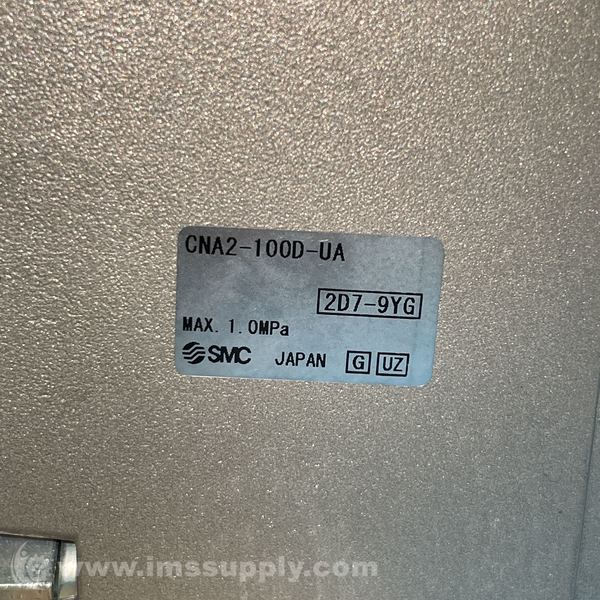 CNA2-100D-UA
2D7-9YG
MAX. 1.0MPa
SMC JAPAN G UZ
www.imssupply.com